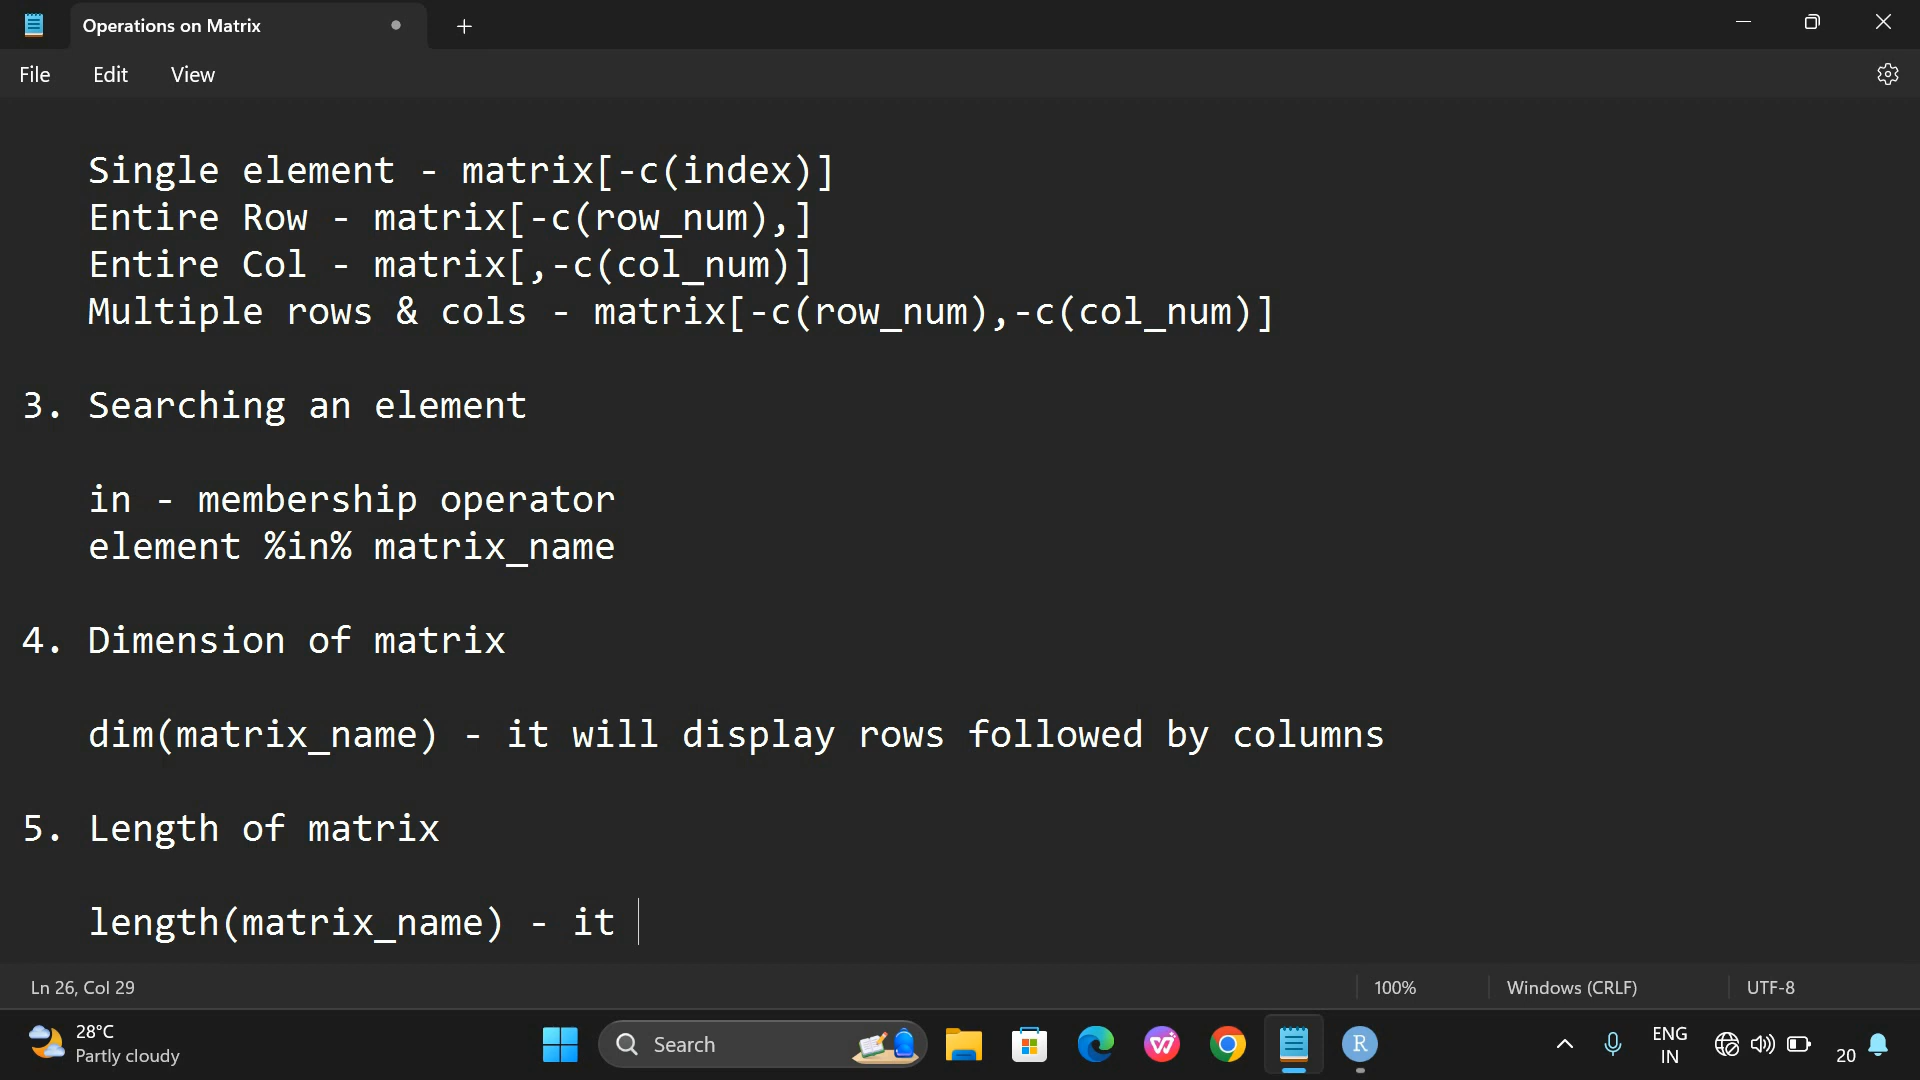 Operations on Matrix
File Edit View
Single element - matrix[-c(index)]
Entire Row - matrix[-c(row_num),]
Entire Col - matrix[,-c(col_num)]
Multiple rows & cols - matrix[-c(row_num),-c(col_num)]
3. Searching an element
in - membership operator
element %in% matrix_name
4. Dimension of matrix
dim(matrix_name) - it will display rows followed by columns
5. Length of matrix
length(matrix_name) - it
Ln 26, Col 29 100% Windows (CRLF) UTF-8
28°C
Partly cloudy
Search
R
ENG
IN
20